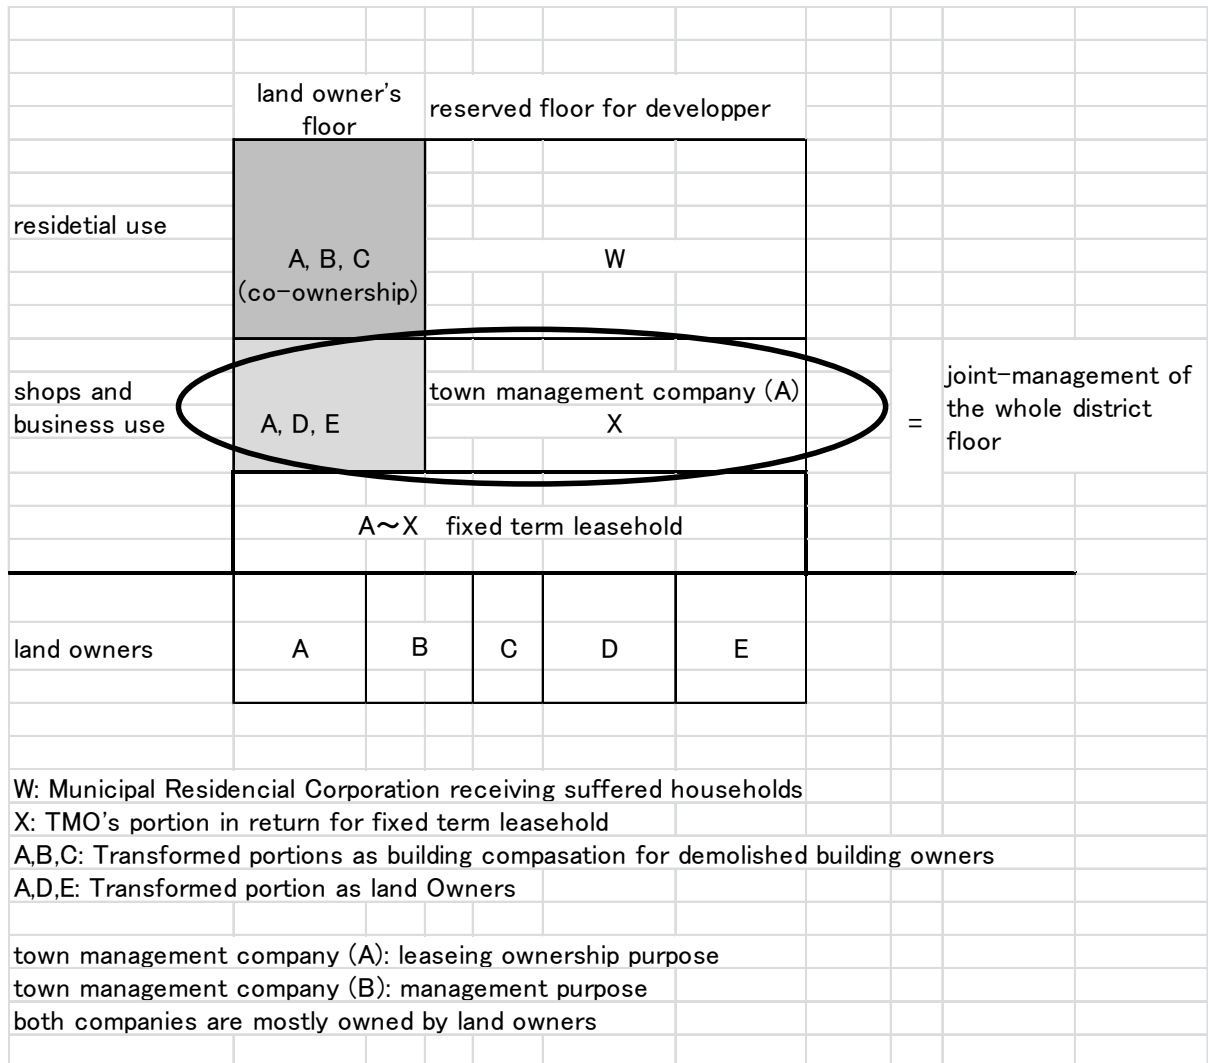 land owner's
floor
reserved floor for developper
residetial use
A, B, C
(co-ownership)
W
shops and
business use
A, D, E
town management company (A)
X
=
joint-management of
the whole district
floor
A～X　fixed term leasehold
land owners
A
B
C
D
E
W: Municipal Residencial Corporation receiving suffered households
X: TMO's portion in return for fixed term leasehold
A,B,C: Transformed portions as building compasation for demolished building owners
A,D,E: Transformed portion as land Owners
town management company (A): leaseing ownership purpose
town management company (B): management purpose
both companies are mostly owned by land owners